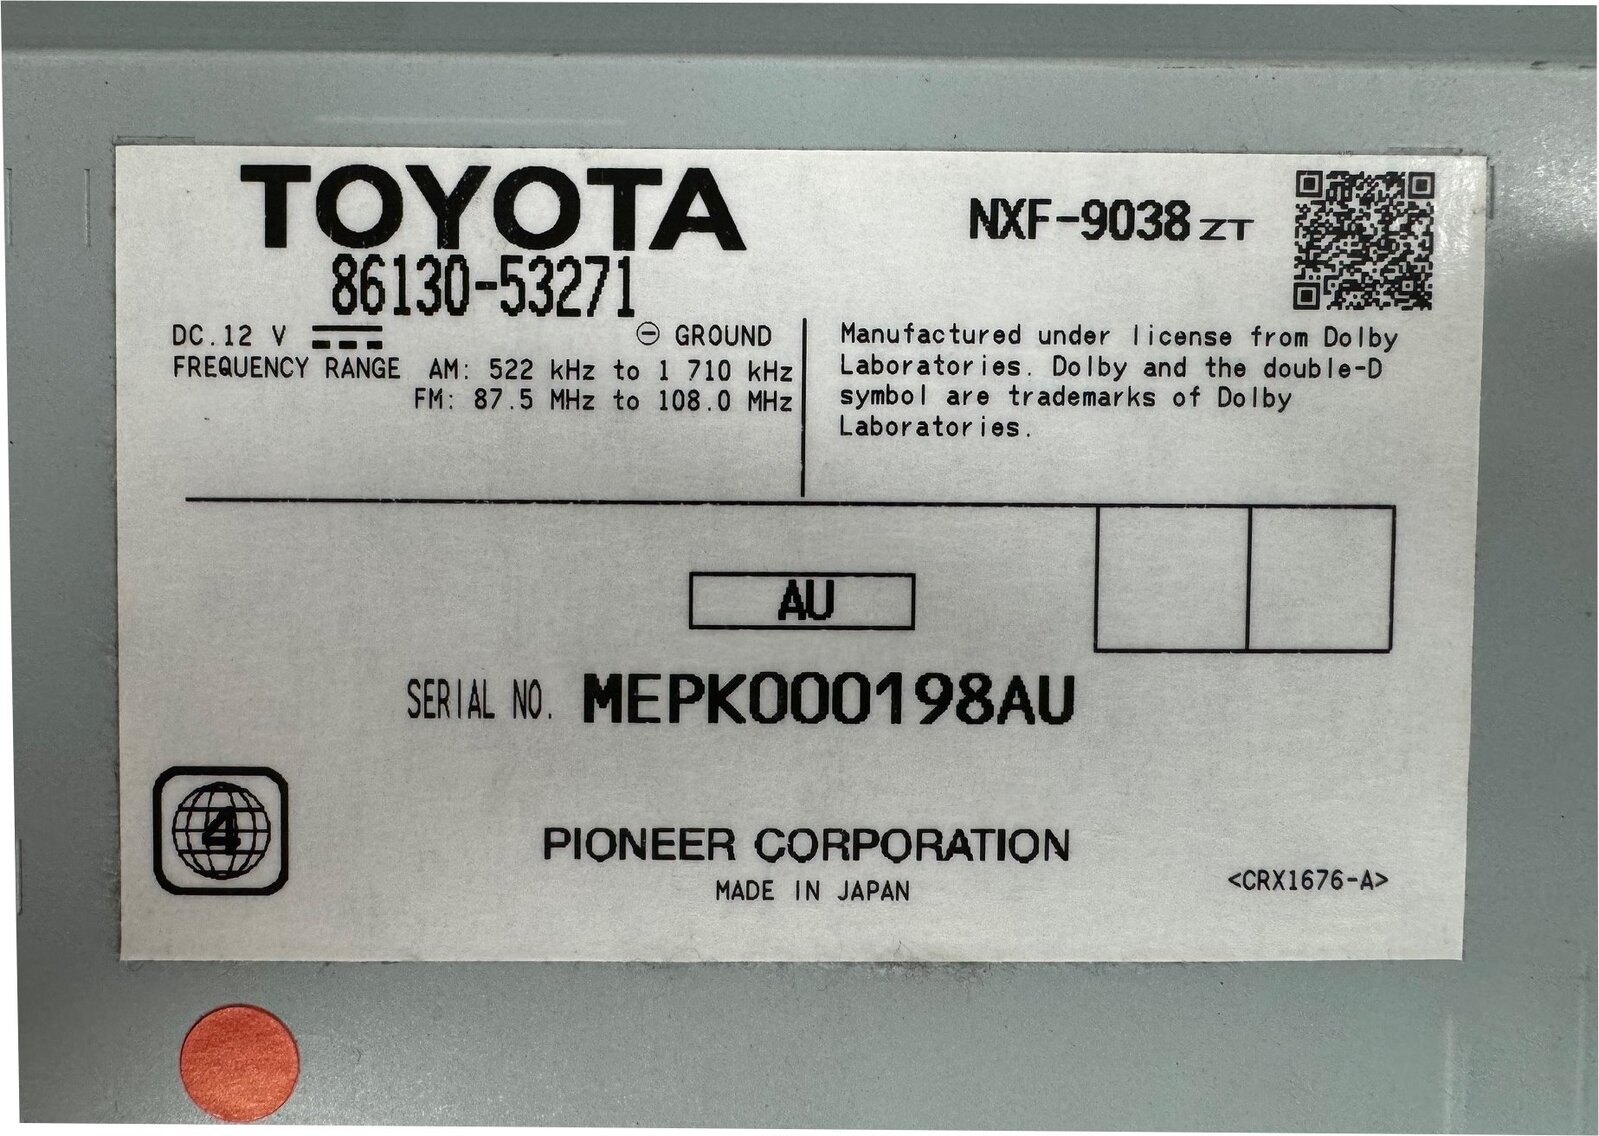 TOYOTA
86130-53271
NXF-9038 ZT
DC.12 V
GROUND
FREQUENCY RANGE AM: 522 kHz to 1 710 kHz
FM: 87.5 MHz to 108.0 MHz
Manufactured under license from Dolby
Laboratories. Dolby and the double-D
symbol are trademarks of Dolby
Laboratories.
AU
SERIAL NO. MEPK000198AU
4
PIONEER CORPORATION
MADE IN JAPAN
<CRX1676-A>